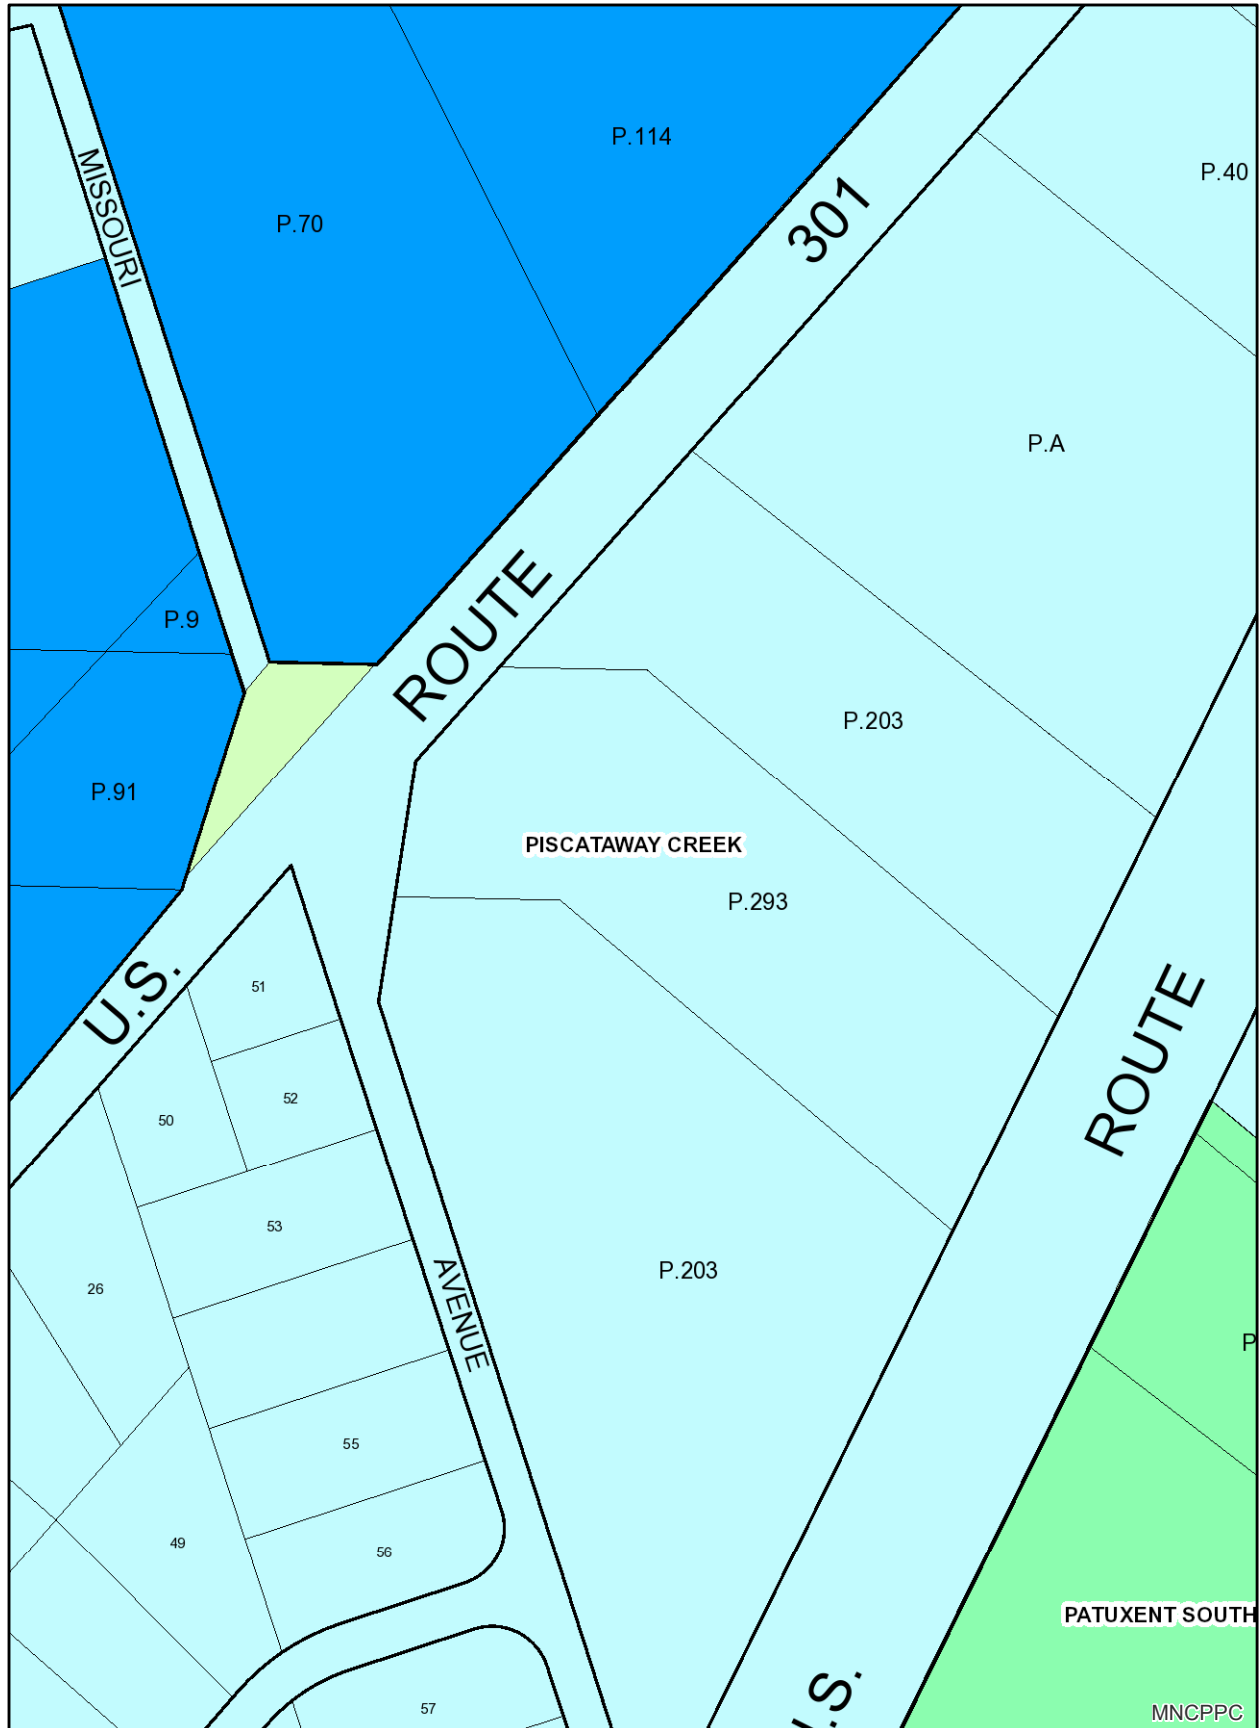 P.114
P.40
MISSOURI
P.70
301
P.A
ROUTE
P.9
P.203
P.91
PISCATAWAY CREEK
P.293
U.S.
51
ROUTE
52
50
53
P.203
26
AVENUE
P
55
49
56
PATUXENT SOUTH
U.S.
57
MNCPPC